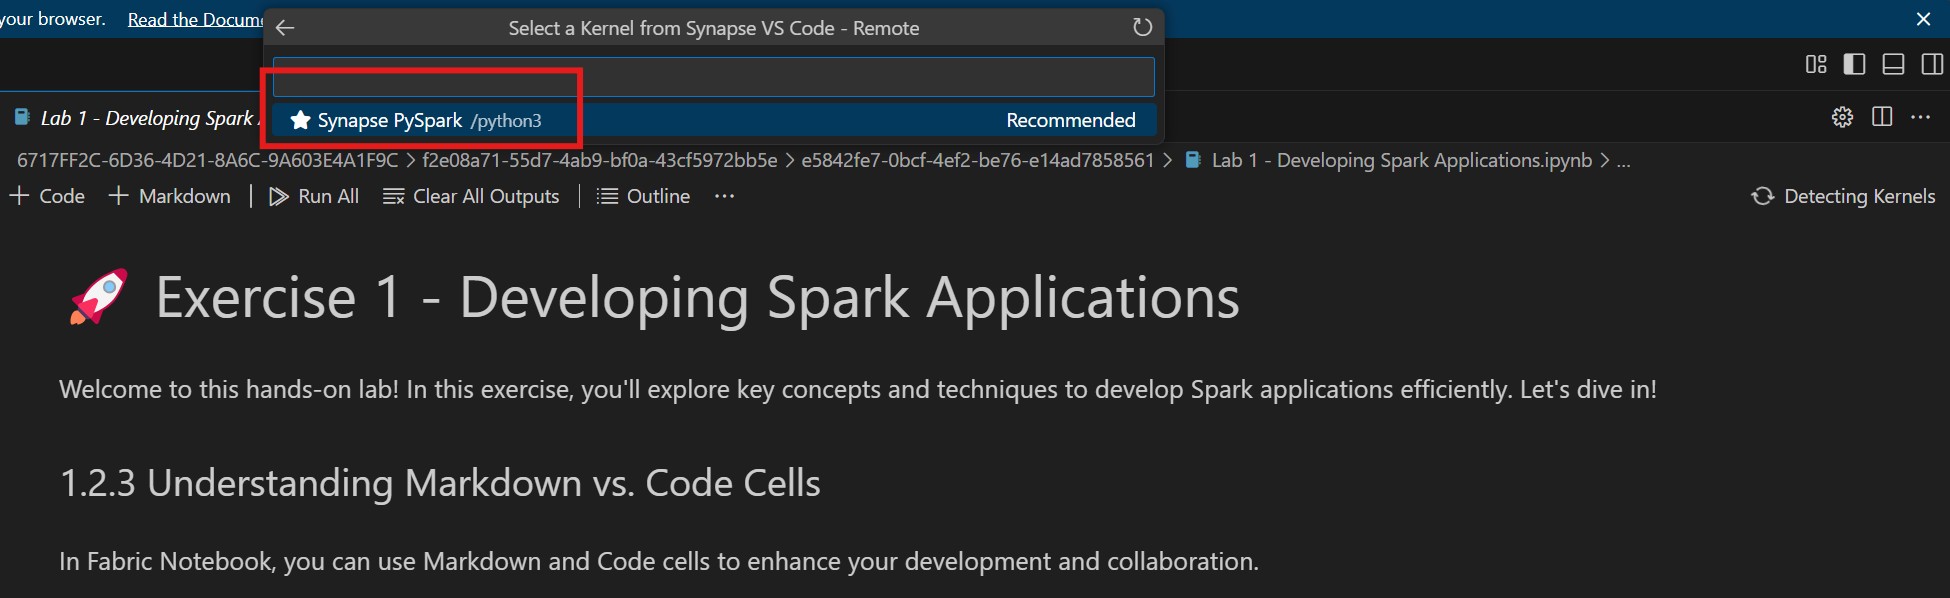 your browser. Read the Docume
Select a Kernel from Synapse VS Code - Remote
Synapse PySpark /python3 Recommended
Lab 1 - Developing Spark
6717FF2C-6D36-4D21-8A6C-9A603E4A1F9C > f2e08a71-55d7-4ab9-bf0a-43cf5972bb5e > e5842fe7-0bcf-4ef2-be76-e14ad7858561 > Lab 1 - Developing Spark Applications.ipynb > ...
+ Code + Markdown | Run All Clear All Outputs | Outline ...
Detecting Kernels
Exercise 1 - Developing Spark Applications
Welcome to this hands-on lab! In this exercise, you'll explore key concepts and techniques to develop Spark applications efficiently. Let's dive in!
1.2.3 Understanding Markdown vs. Code Cells
In Fabric Notebook, you can use Markdown and Code cells to enhance your development and collaboration.